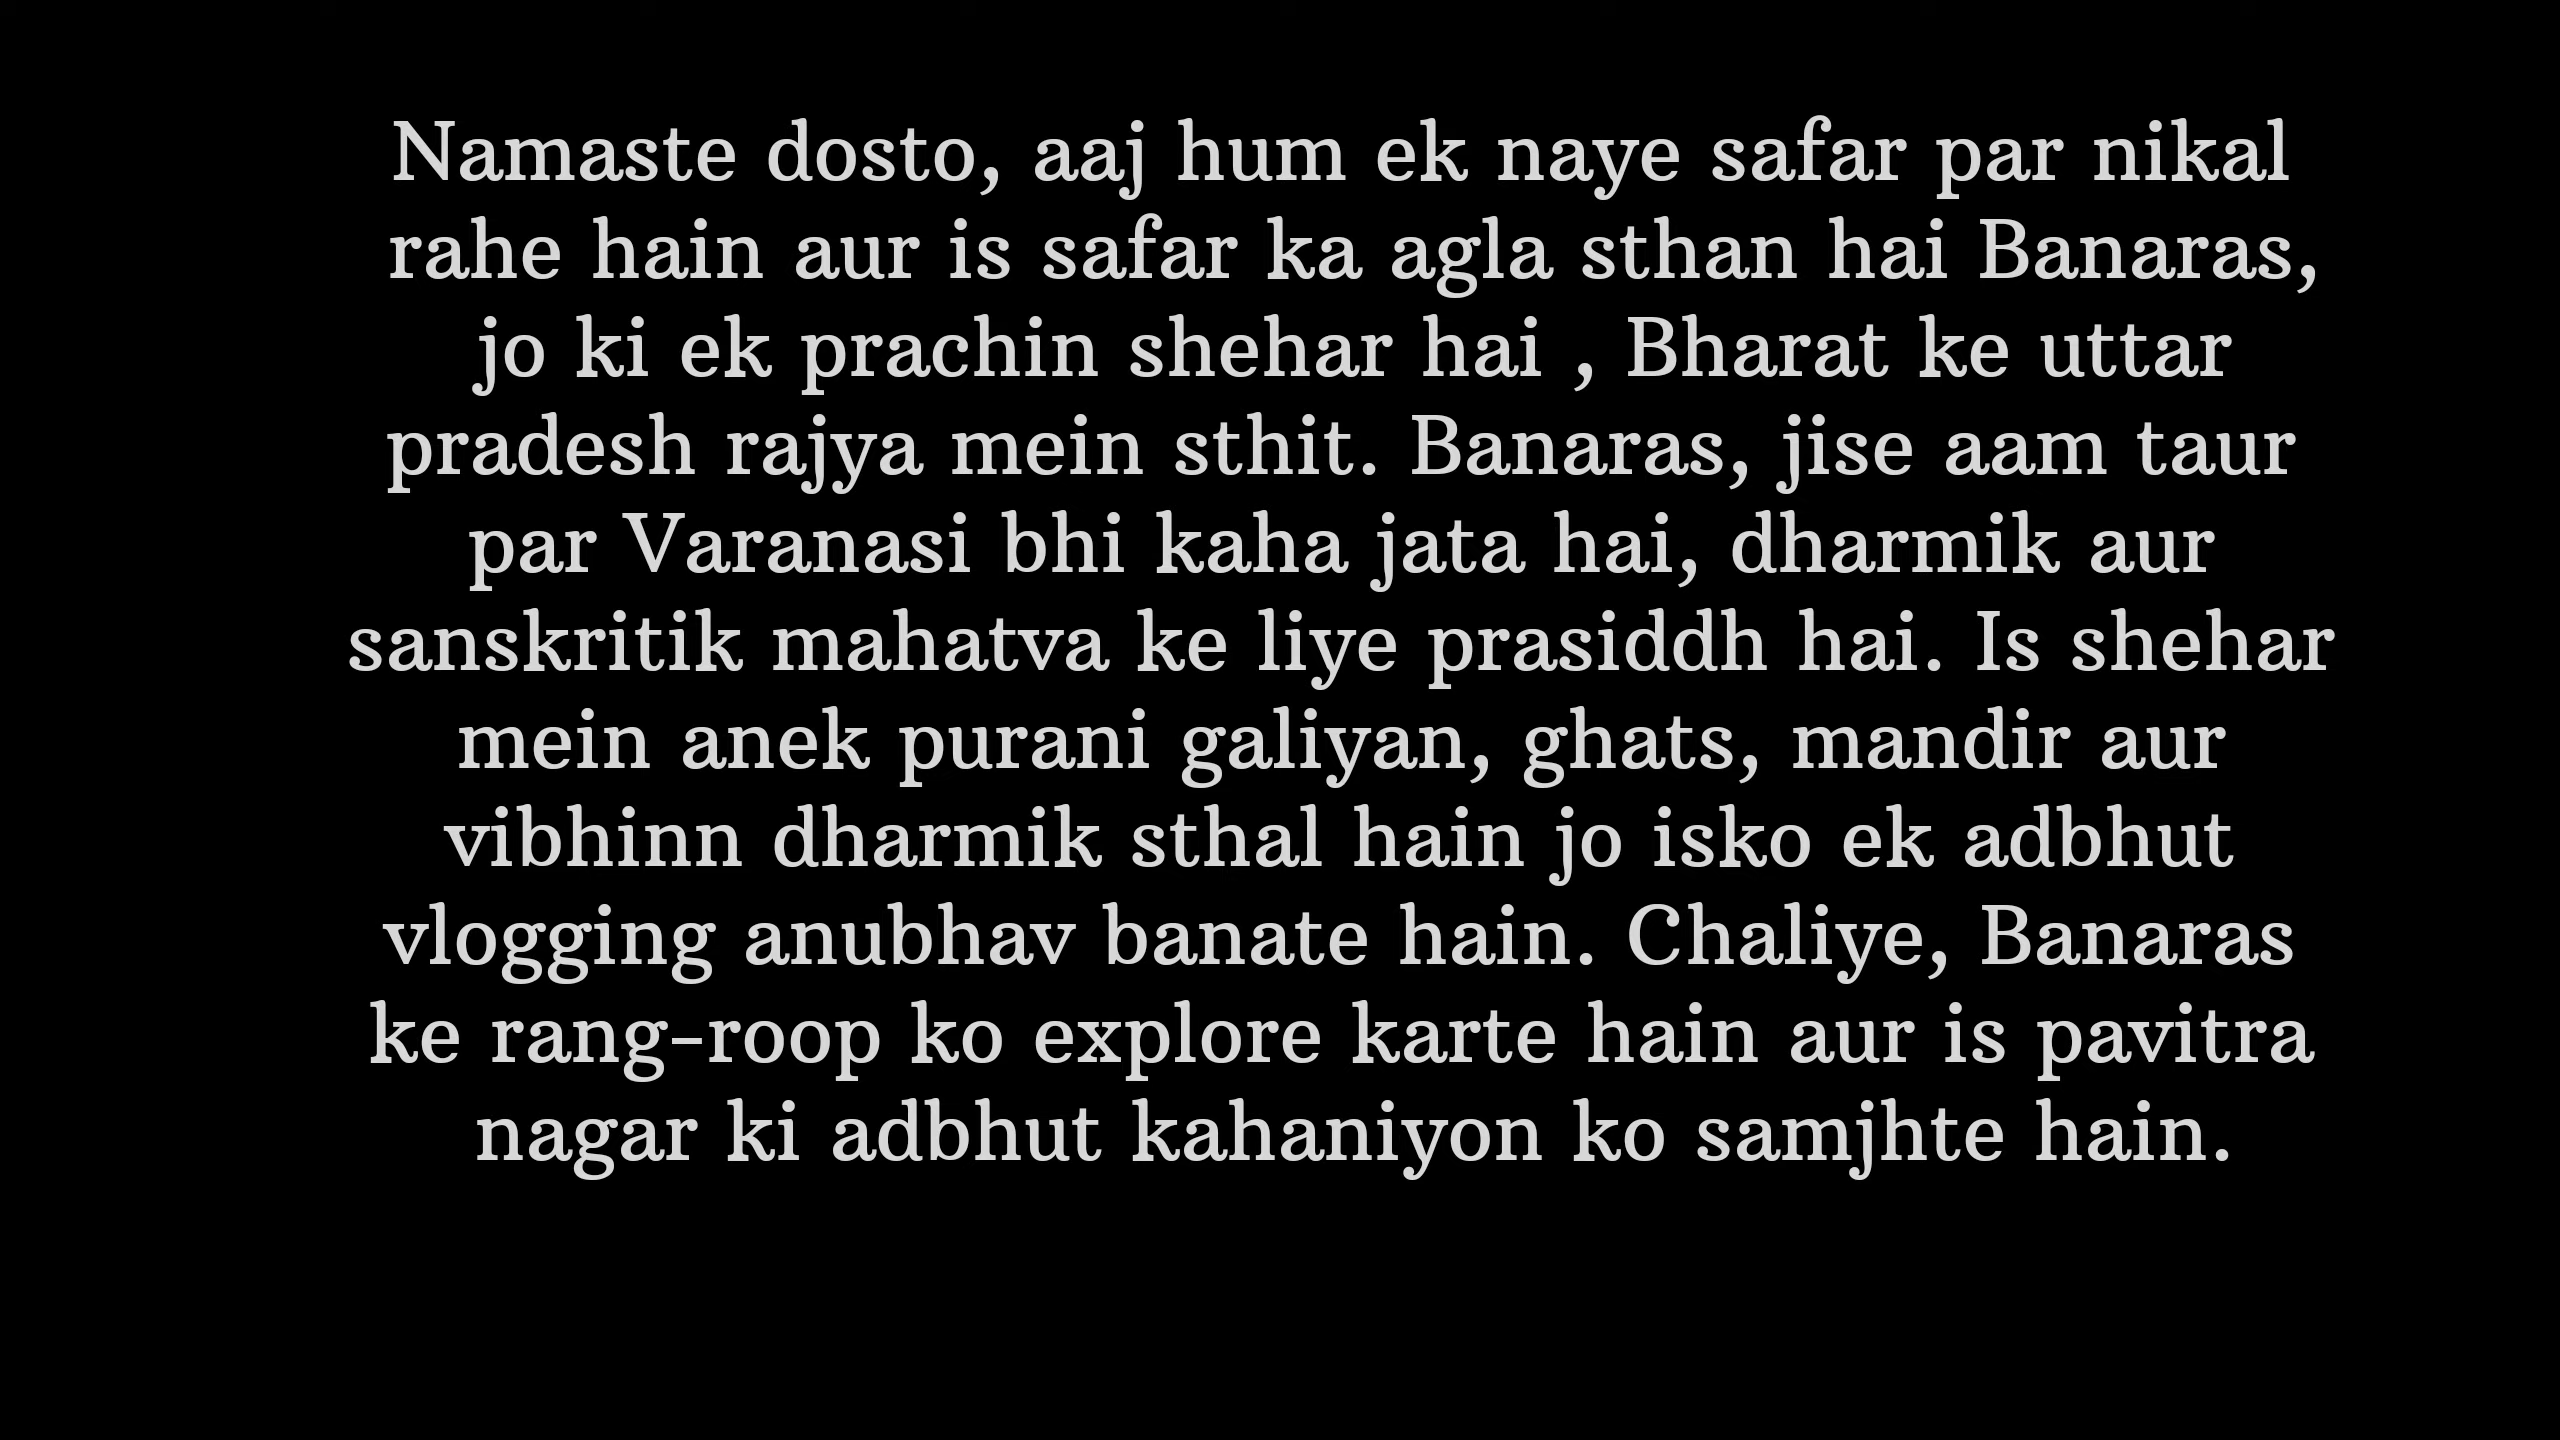 Namaste dosto, aaj hum ek naye safar par nikal
rahe hain aur is safar ka agla sthan hai Banaras,
jo ki ek prachin shehar hai , Bharat ke uttar
pradesh rajya mein sthit. Banaras, jise aam taur
par Varanasi bhi kaha jata hai, dharmik aur
sanskritik mahatva ke liye prasiddh hai. Is shehar
mein anek purani galiyan, ghats, mandir aur
vibhinn dharmik sthal hain jo isko ek adbhut
vlogging anubhav banate hain. Chaliye, Banaras
ke rang-roop ko explore karte hain aur is pavitra
nagar ki adbhut kahaniyon ko samjhte hain.